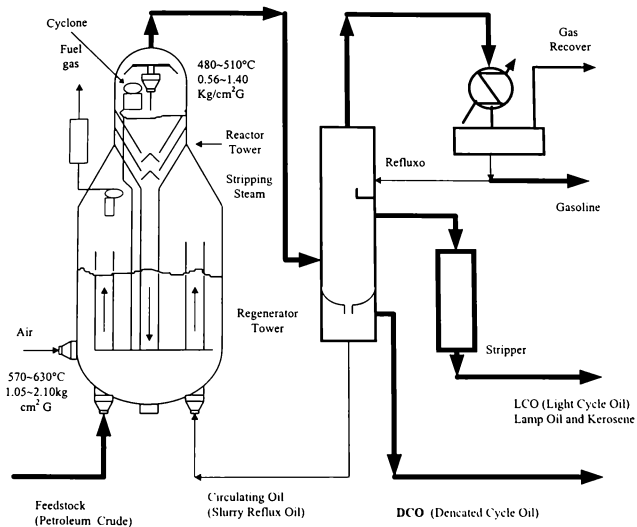 Cyclone
Fuel
gas
480~510°C
0.56~1.40
Kg/cm²G
Gas
Recover
Reactor
Tower
Stripping
Steam
Refluxo
Gasoline
Regenerator
Tower
Air
570~630°C
1.05~2.10kg
cm² G
Stripper
LCO (Light Cycle Oil)
Lamp Oil and Kerosene
Feedstock
(Petroleum Crude)
Circulating Oil
(Slurry Reflux Oil)
DCO (Dencated Cycle Oil)